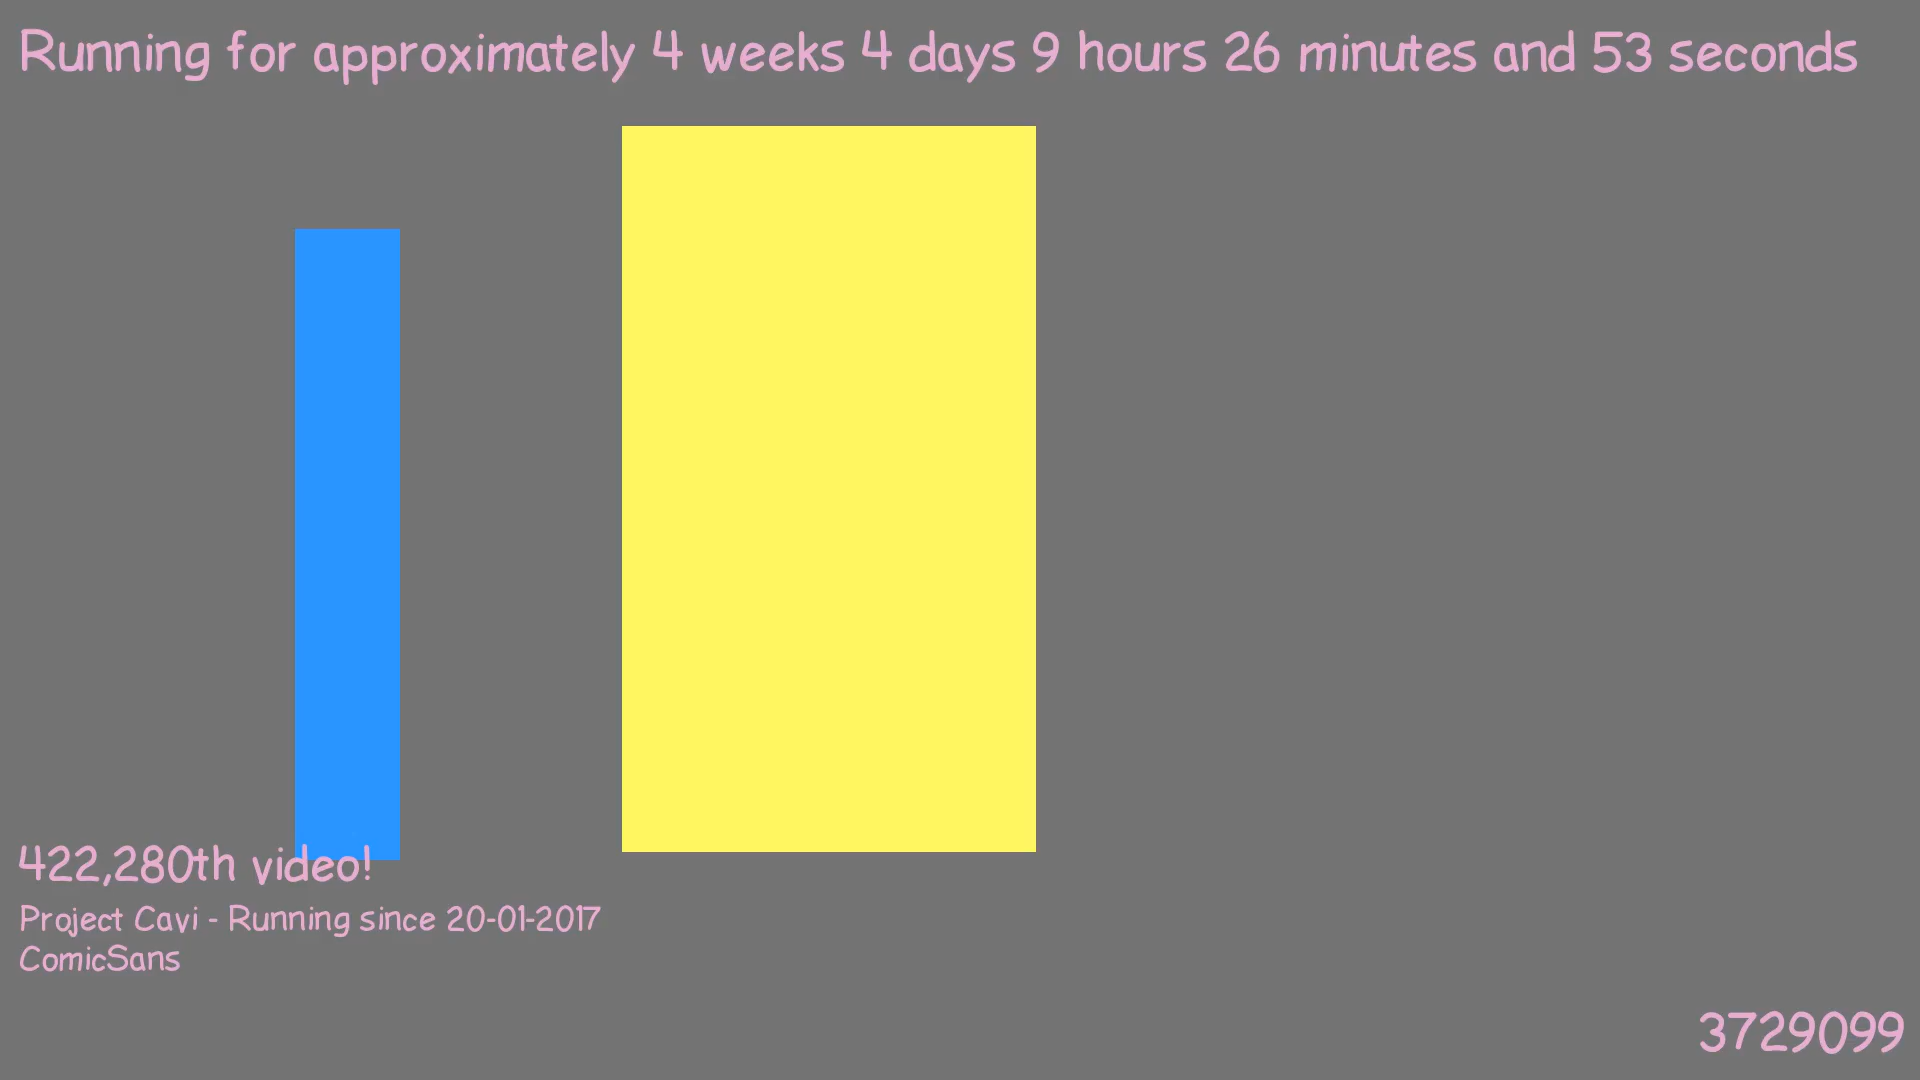 Running for approximately 4 weeks 4 days 9 hours 26 minutes and 53 seconds
422,280th video!
Project Cavi - Running since 20-01-2017
ComicSans
3729099